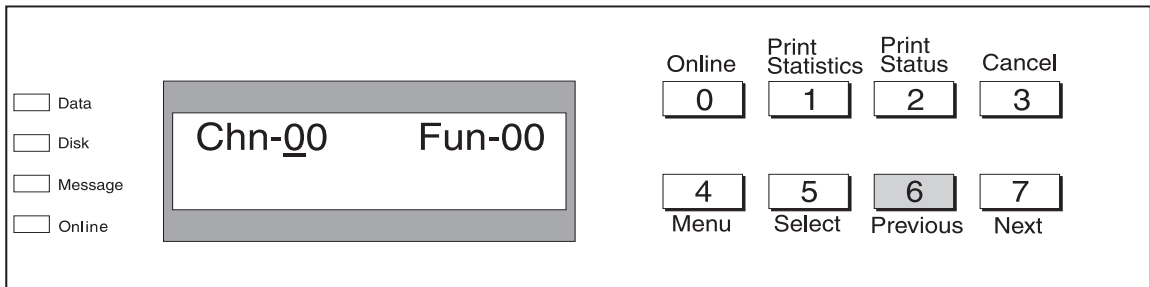 Data
Disk
Message
Online
Chn-00 Fun-00
Online
Print
Statistics
Print
Status
Cancel
0 1 2 3
4 5 6 7
Menu Select Previous Next